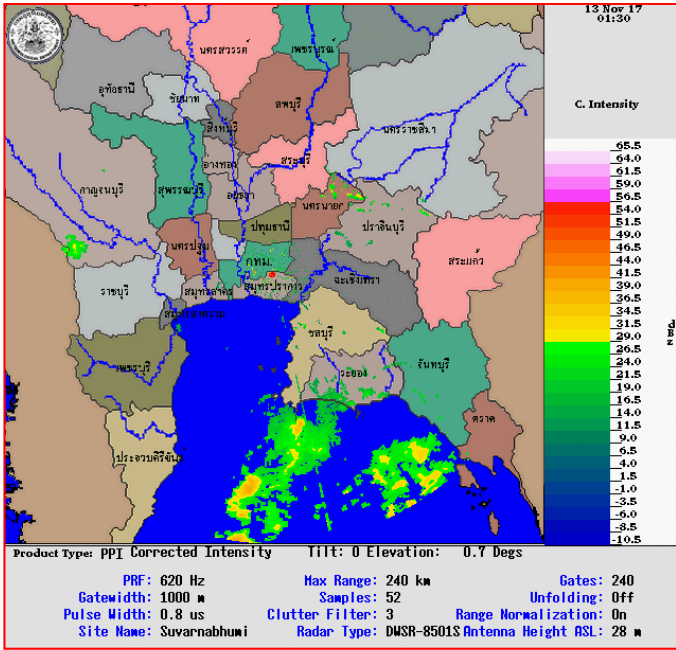 13 Nov 17
01:30
C. Intensity
นครสวรรค์
เพชรบูรณ์
อุทัยธานี
ชัยนาท
ลพบุรี
สิงห์บุรี
นครราชสีมา
อ่างทอง
สระบุรี
กาญจนบุรี
สุพรรณบุรี
อยุธยา
นครนายก
ปราจีนบุรี
ปทุมธานี
นครปฐม
กทม.
สระแก้ว
ราชบุรี
สมุทรสาคร
สมุทรปราการ
ฉะเชิงเทรา
สมุทรสงคราม
ชลบุรี
เพชรบุรี
ระยอง
จันทบุรี
ตราด
ประจวบคีรีขันธ์
65.5
64.0
61.5
59.0
56.5
54.0
51.5
49.0
46.5
44.0
41.5
39.0
36.5
34.0
31.5
29.0
26.5
24.0
21.5
19.0
16.5
14.0
11.5
9.0
6.5
4.0
1.5
-1.0
-3.5
-6.0
-8.5
-10.5
Product Type: PPI Corrected Intensity Tilt: 0 Elevation: 0.7 Degs
PRF: 620 Hz Max Range: 240 km Gates: 240
Gatewidth: 1000 m Samples: 52 Unfolding: Off
Pulse Width: 0.8 us Clutter Filter: 3 Range Normalization: On
Site Name: Suvarnabhumi Radar Type: DWSR-8501S Antenna Height ASL: 28 m